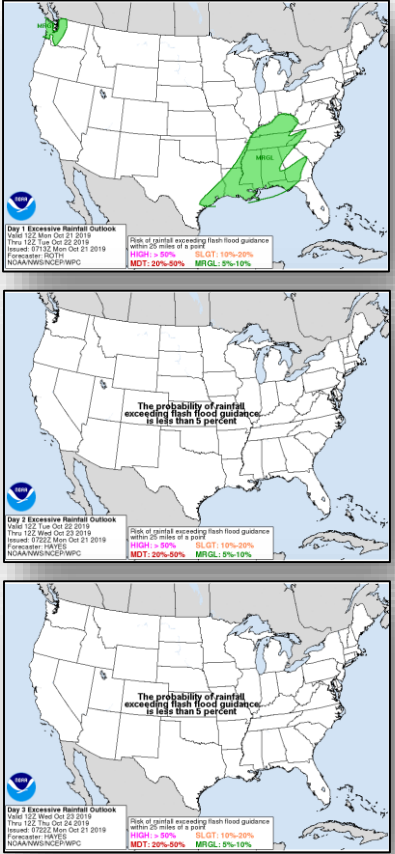 MRGL
MRGL
NOAA
Day 1 Excessive Rainfall Outlook
Valid 12Z Mon Oct 21 2019
Thru 12Z Tue Oct 22 2019
Issued: 0713Z Mon Oct 21 2019
Forecaster: ROTH
NOAA/NWS/NCEP/WPC
Risk of rainfall exceeding flash flood guidance
within 25 miles of a point
HIGH: > 50% SLGT: 10%-20%
MDT: 20%-50% MRGL: 5%-10%
The probability of rainfall
exceeding flash flood guidance
is less than 5 percent
NOAA
Day 2 Excessive Rainfall Outlook
Valid 12Z Tue Oct 22 2019
Thru 12Z Wed Oct 23 2019
Issued: 0722Z Mon Oct 21 2019
Forecaster: HAYES
NOAA/NWS/NCEP/WPC
Risk of rainfall exceeding flash flood guidance
within 25 miles of a point
HIGH: > 50% SLGT: 10%-20%
MDT: 20%-50% MRGL: 5%-10%
The probability of rainfall
exceeding flash flood guidance
is less than 5 percent
NOAA
Day 3 Excessive Rainfall Outlook
Valid 12Z Wed Oct 23 2019
Thru 12Z Thu Oct 24 2019
Issued: 0722Z Mon Oct 21 2019
Forecaster: HAYES
NOAA/NWS/NCEP/WPC
Risk of rainfall exceeding flash flood guidance
within 25 miles of a point
HIGH: > 50% SLGT: 10%-20%
MDT: 20%-50% MRGL: 5%-10%